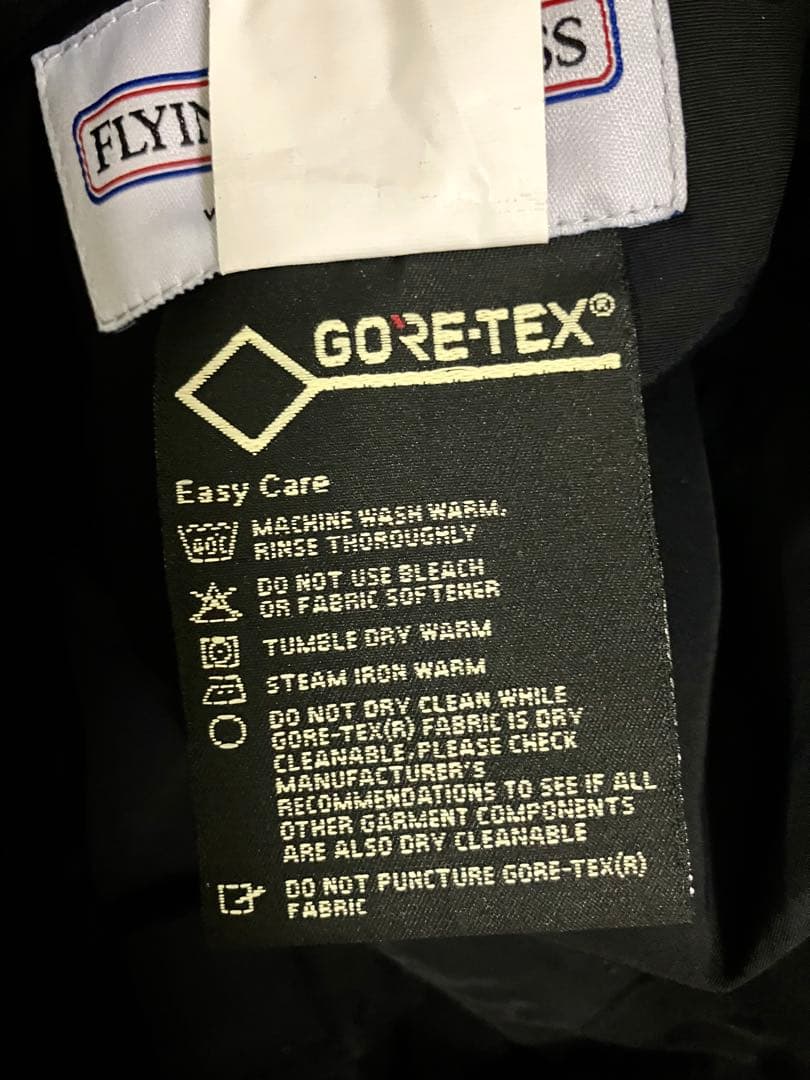 FLYIN
SS
GORE-TEX®
Easy Care
40C
MACHINE WASH WARM.
RINSE THOROUGHLY
DO NOT USE BLEACH
OR FABRIC SOFTENER
TUMBLE DRY WARM
STEAM IRON WARM
DO NOT DRY CLEAN WHILE
GORE-TEX(R) FABRIC IS DRY
CLEANABLE,PLEASE CHECK
MANUFACTURER'S
RECOMMENDATIONS TO SEE IF ALL
OTHER GARMENT COMPONENTS
ARE ALSO DRY CLEANABLE
DO NOT PUNCTURE GORE-TEX(R)
FABRIC